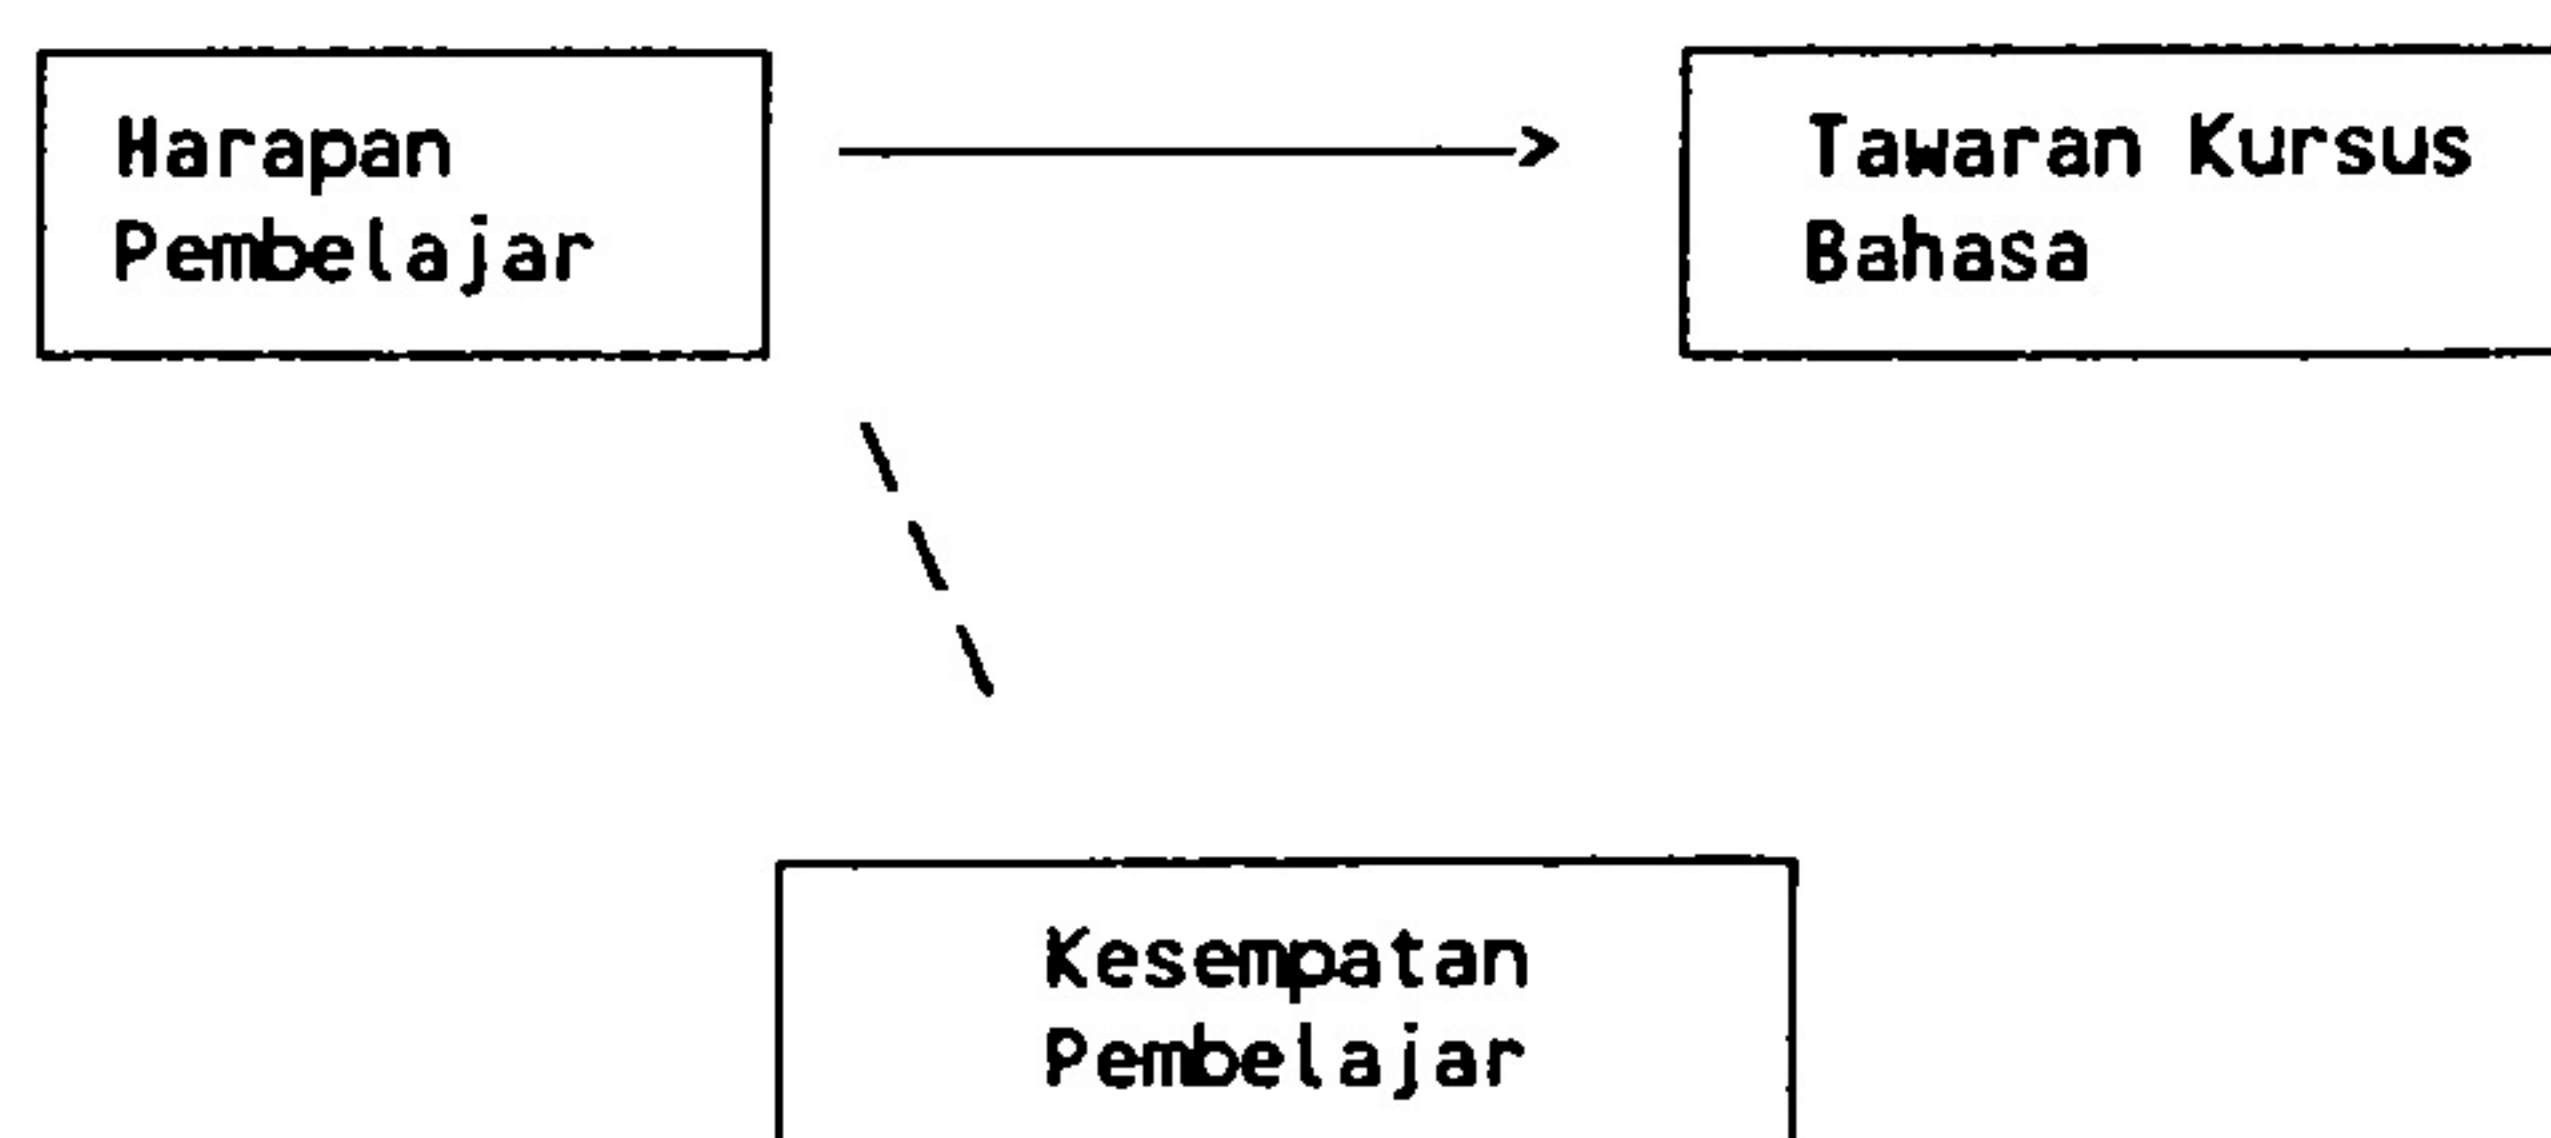 Harapan
Pembelajar
Tawaran Kursus
Bahasa
Kesempatan
Pembelajar